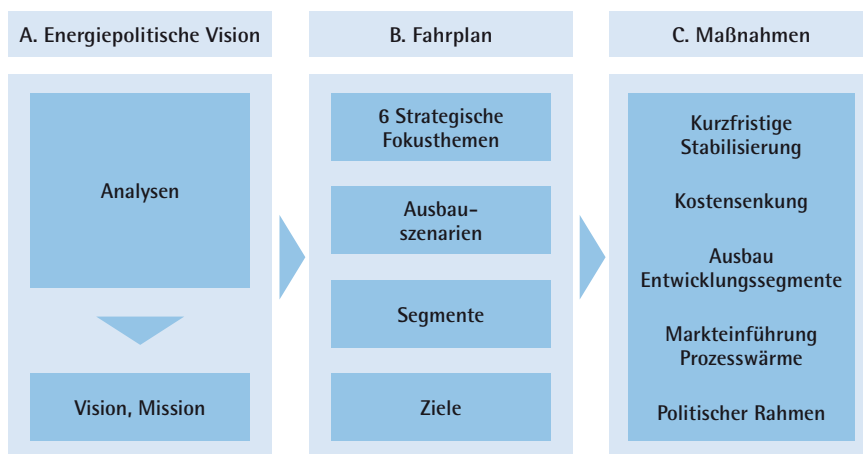 A. Energiepolitische Vision
Analysen
Vision, Mission
B. Fahrplan
6 Strategische
Fokusthemen
Ausbau-
szenarien
Segmente
Ziele
C. Maßnahmen
Kurzfristige
Stabilisierung
Kostensenkung
Ausbau
Entwicklungssegmente
Markteinführung
Prozesswärme
Politischer Rahmen